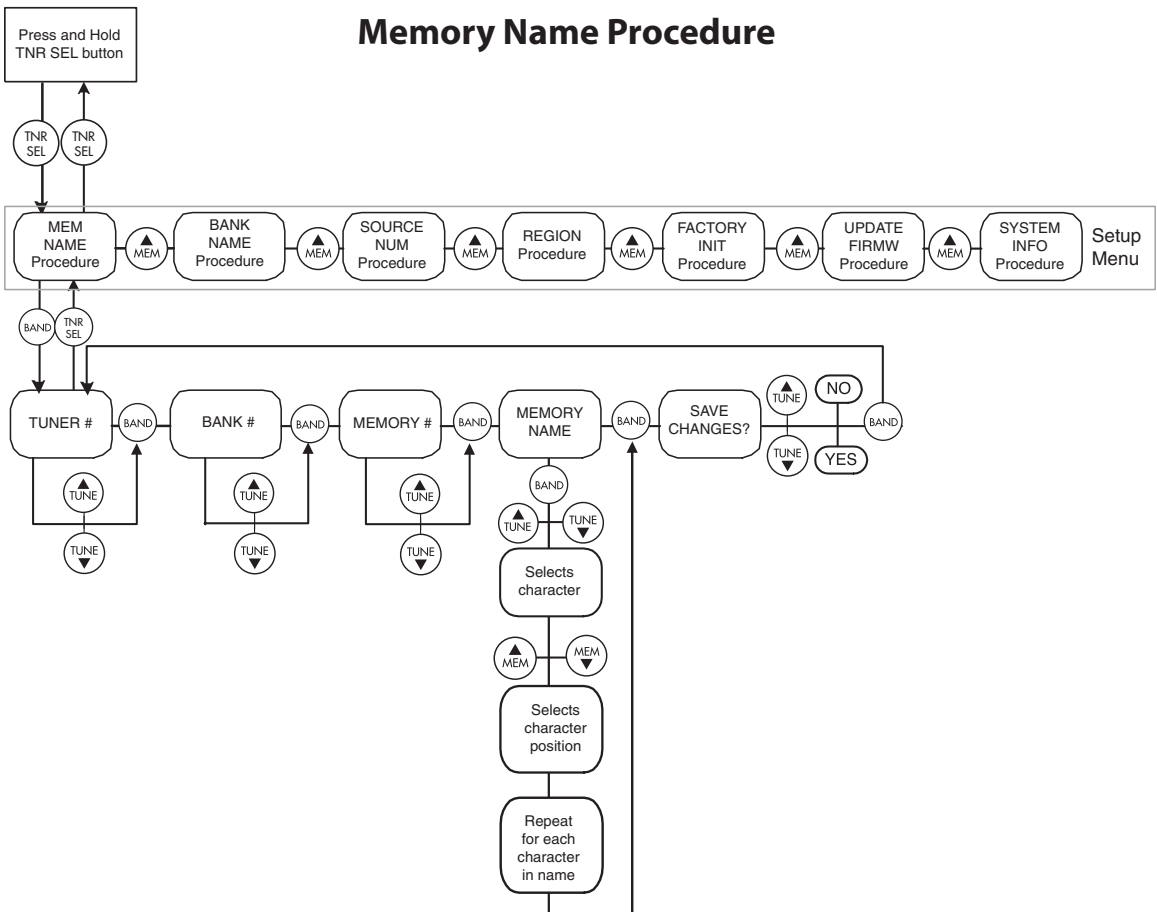 Memory Name Procedure
Press and Hold
TNR SEL button
TNR
SEL
TNR
SEL
MEM
NAME
Procedure
MEM
BANK
NAME
Procedure
MEM
SOURCE
NUM
Procedure
MEM
REGION
Procedure
MEM
FACTORY
INIT
Procedure
MEM
UPDATE
FIRMW
Procedure
MEM
SYSTEM
INFO
Procedure
Setup
Menu
BAND
TNR
SEL
TUNER #
BAND
BANK #
BAND
MEMORY #
BAND
MEMORY
NAME
BAND
SAVE
CHANGES?
TUNE
TUNE
NO
YES
BAND
TUNE
TUNE
TUNE
TUNE
TUNE
TUNE
BAND
TUNE
TUNE
Selects
character
MEM
MEM
Selects
character
position
Repeat
for each
character
in name